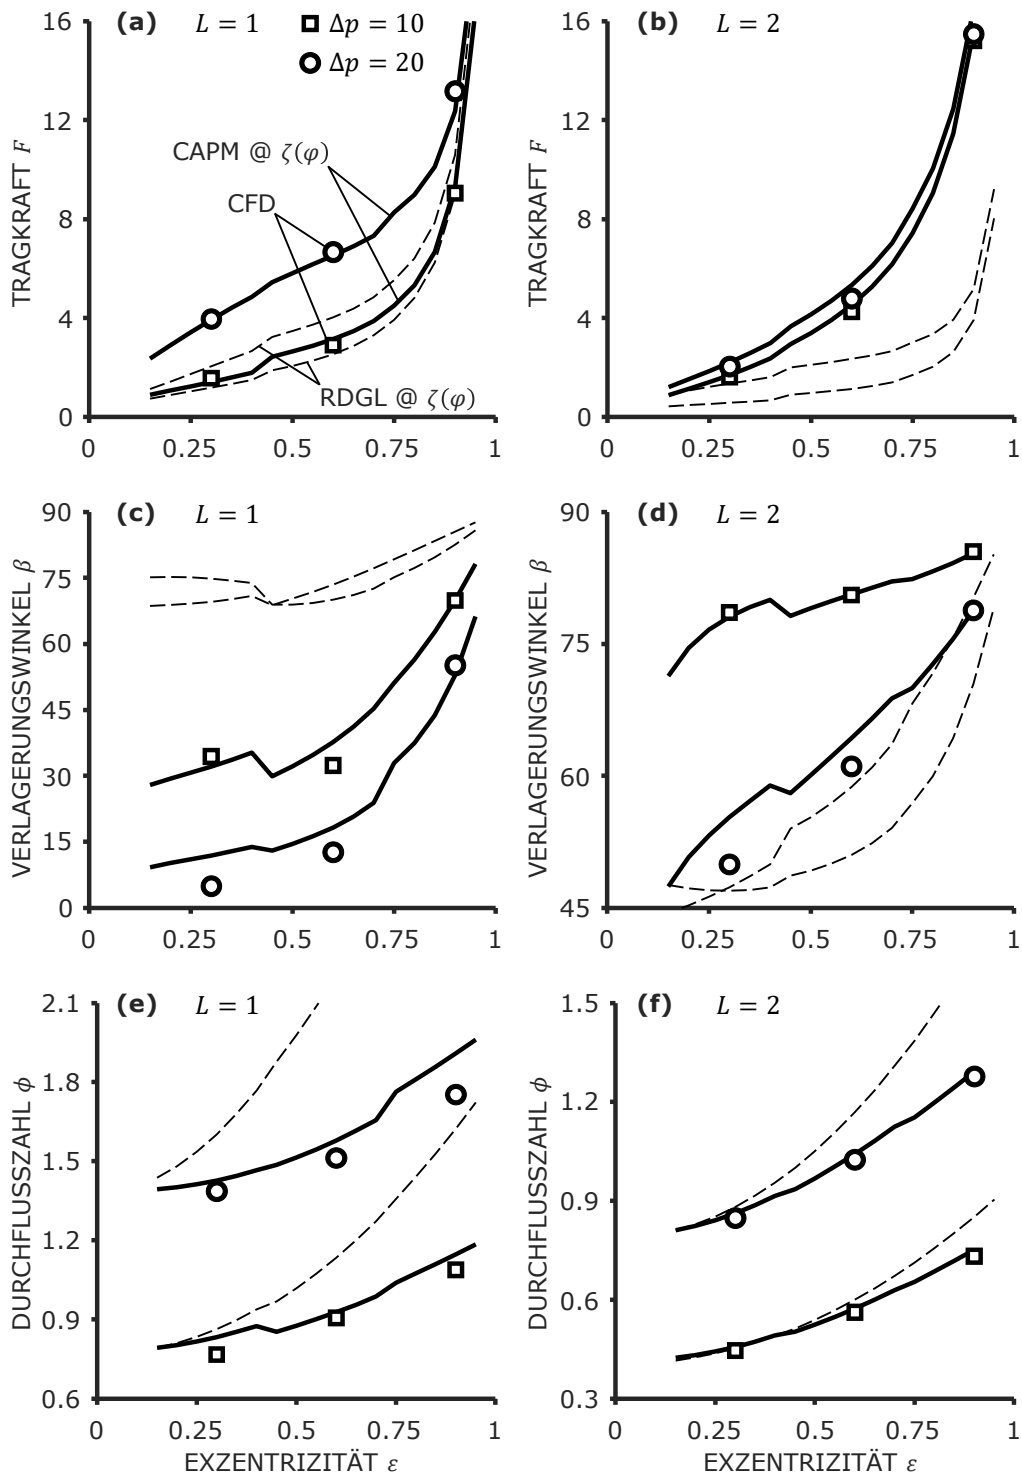 (a) L = 1 Δp = 10
Δp = 20
CAPM @ ζ(φ)
CFD
RDGL @ ζ(φ)
TRAGKRAFT F
16
12
8
4
0
0 0.25 0.5 0.75 1
(b) L = 2
TRAGKRAFT F
16
12
8
4
0
0 0.25 0.5 0.75 1
(c) L = 1
VERLAGERUNGSWINKEL β
90
75
60
45
30
15
0
0 0.25 0.5 0.75 1
(d) L = 2
VERLAGERUNGSWINKEL β
90
75
60
45
0 0.25 0.5 0.75 1
(e) L = 1
DURCHFLUSSZAHL ϕ
2.1
1.8
1.5
1.2
0.9
0.6
0 0.25 0.5 0.75 1
EXZENTRIZITÄT ε
(f) L = 2
DURCHFLUSSZAHL ϕ
1.5
1.2
0.9
0.6
0.3
0 0.25 0.5 0.75 1
EXZENTRIZITÄT ε